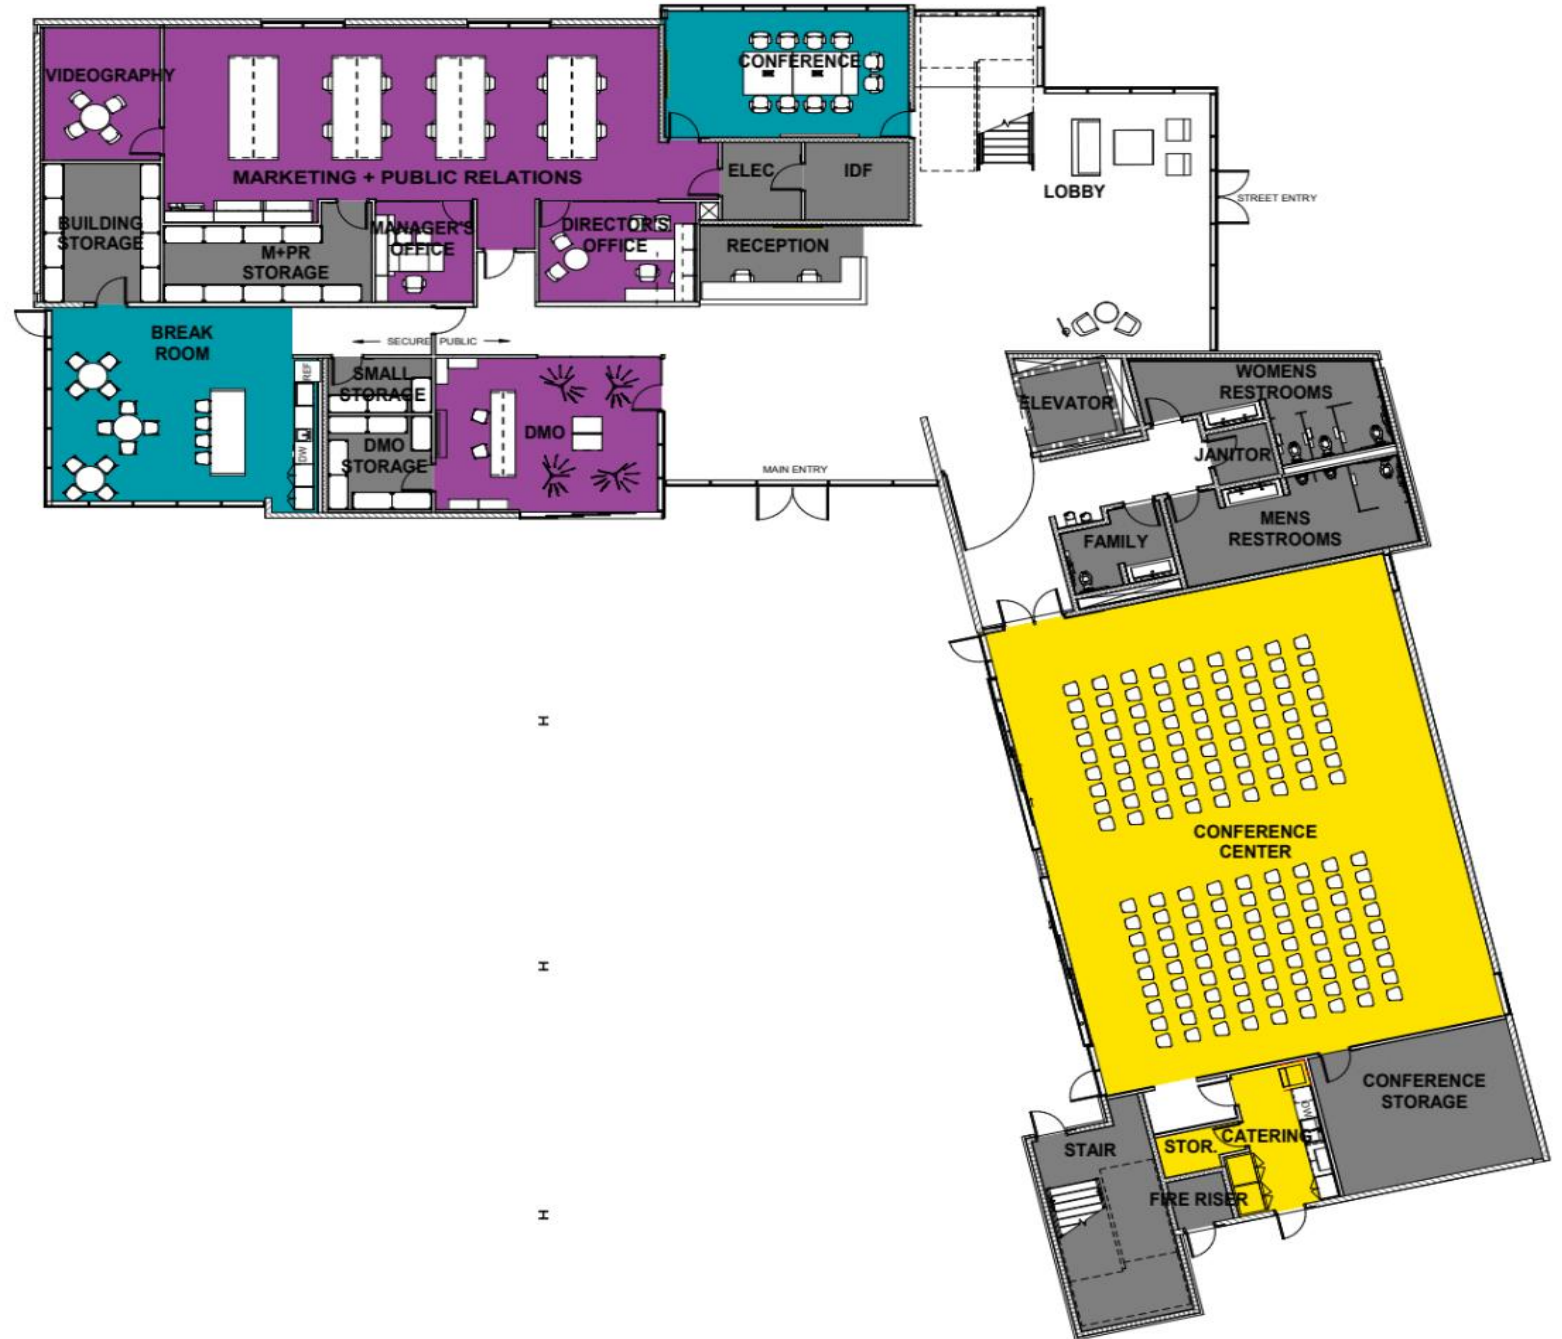 VIDEOGRAPHY
CONFERENCE
MARKETING + PUBLIC RELATIONS
ELEC
IDF
LOBBY
STREET ENTRY
BUILDING
STORAGE
M+PR
STORAGE
MANAGER'S
OFFICE
DIRECTOR'S
OFFICE
RECEPTION
BREAK
ROOM
SECURE
PUBLIC
REF
DW
SMALL
STORAGE
DMO
STORAGE
DMO
MAIN ENTRY
ELEVATOR
WOMENS
RESTROOMS
JANITOR
MENS
RESTROOMS
FAMILY
CONFERENCE
CENTER
CONFERENCE
STORAGE
DW
CATERING
STOR.
STAIR
FIRE RISER